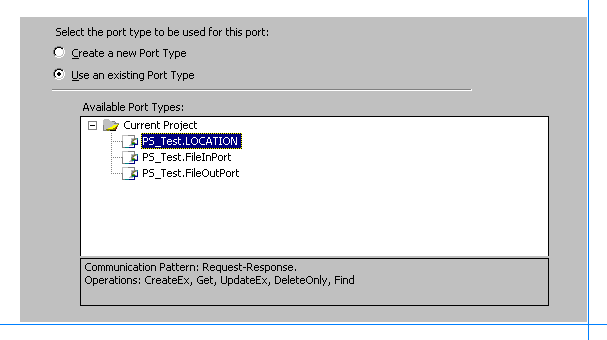 Select the port type to be used for this port:
Create a new Port Type
Use an existing Port Type
Available Port Types:
Current Project
PS_Test.LOCATION
PS_Test.FileInPort
PS_Test.FileOutPort
Communication Pattern: Request-Response.
Operations: CreateEx, Get, UpdateEx, DeleteOnly, Find